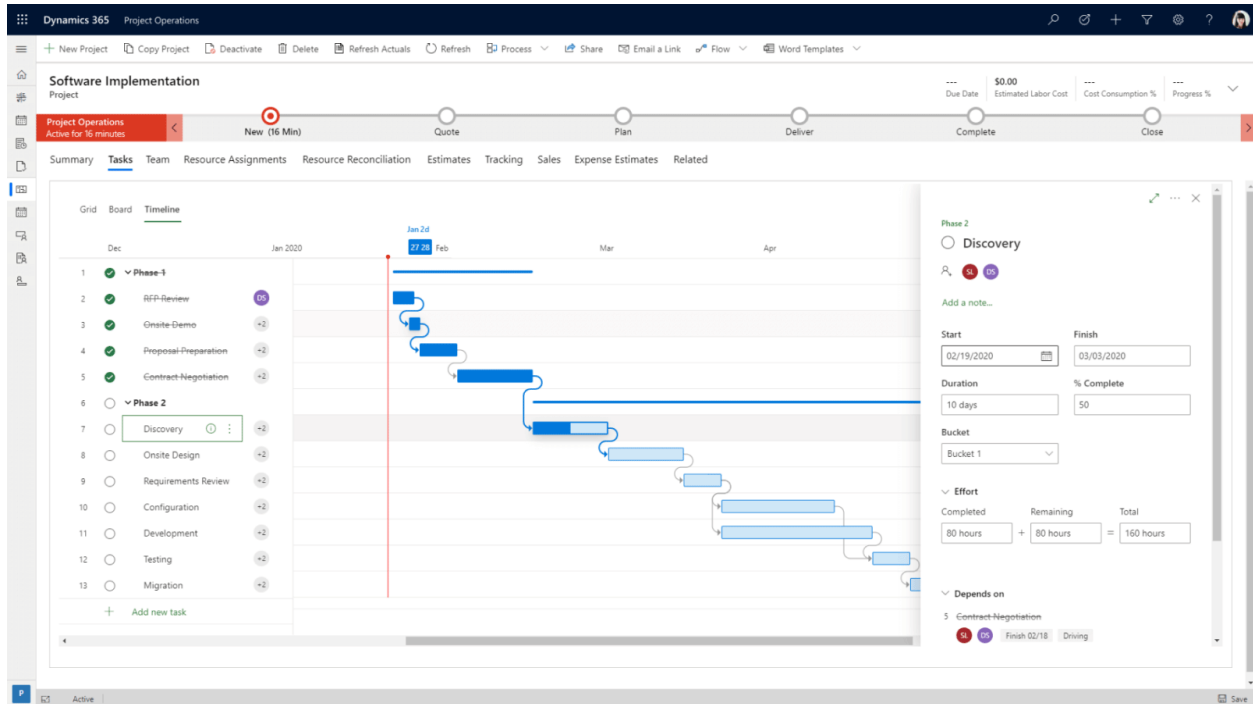 Dynamics 365 Project Operations
New Project Copy Project Deactivate Delete Refresh Actuals Refresh Process Share Email a Link Flow Word Templates
Software Implementation
Project
--- $0.00 --- ---
Due Date Estimated Labor Cost Cost Consumption % Progress %
Project Operations
Active for 16 minutes
New (16 Min) Quote Plan Deliver Complete Close
Summary Tasks Team Resource Assignments Resource Reconciliation Estimates Tracking Sales Expense Estimates Related
Grid Board Timeline
Jan 2d
Dec Jan 2020 27 28 Feb Mar Apr
1 Phase 1
2 RFP Review DS
3 Onsite Demo +2
4 Proposal Preparation +2
5 Contract Negotiation +2
6 Phase 2
7 Discovery +2
8 Onsite Design +2
9 Requirements Review +2
10 Configuration +2
11 Development +2
12 Testing +2
13 Migration +2
Add new task
Phase 2
Discovery
SL DS
Add a note...
Start Finish
02/19/2020 03/03/2020
Duration % Complete
10 days 50
Bucket
Bucket 1
Effort
Completed Remaining Total
80 hours + 80 hours = 160 hours
Depends on
5 Contract Negotiation
SL DS Finish 02/18 Driving
P Active Save